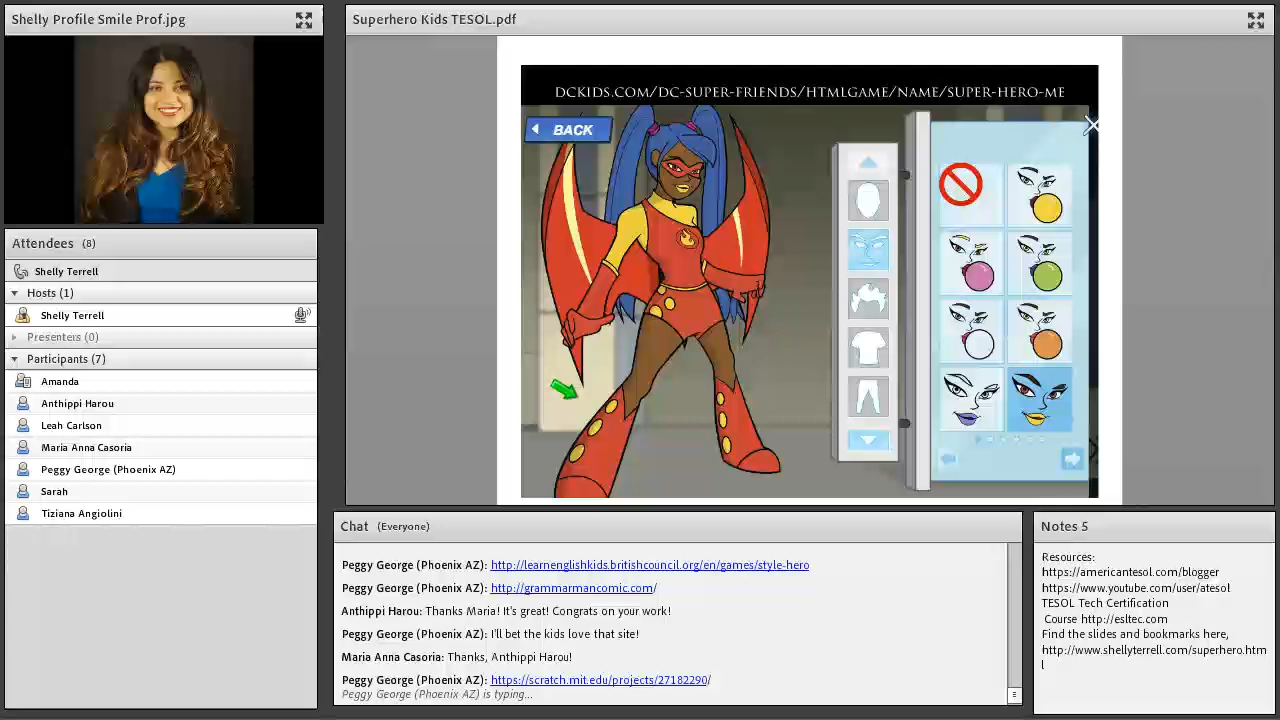 Shelly Profile Smile Prof.jpg
Attendees (8)
Shelly Terrell
Hosts (1)
Shelly Terrell
Presenters (0)
Participants (7)
Amanda
Anthippi Harou
Leah Carlson
Maria Anna Casoria
Peggy George (Phoenix AZ)
Sarah
Tiziana Angiolini
Superhero Kids TESOL.pdf
DCKIDS.COM/DC-SUPER-FRIENDS/HTMLGAME/NAME/SUPER-HERO-ME
BACK
Chat (Everyone)
Peggy George (Phoenix AZ): http://learnenglishkids.britishcouncil.org/en/games/style-hero
Peggy George (Phoenix AZ): http://grammarmancomic.com/
Anthippi Harou: Thanks Maria! It's great! Congrats on your work!
Peggy George (Phoenix AZ): I'll bet the kids love that site!
Maria Anna Casoria: Thanks, Anthippi Harou!
Peggy George (Phoenix AZ): https://scratch.mit.edu/projects/27182290/
Peggy George (Phoenix AZ) is typing...
Notes 5
Resources:
https://americantesol.com/blogger
https://www.youtube.com/user/atesol
TESOL Tech Certification
Course http://esltec.com
Find the slides and bookmarks here,
http://www.shellyterrell.com/superhero.htm
l